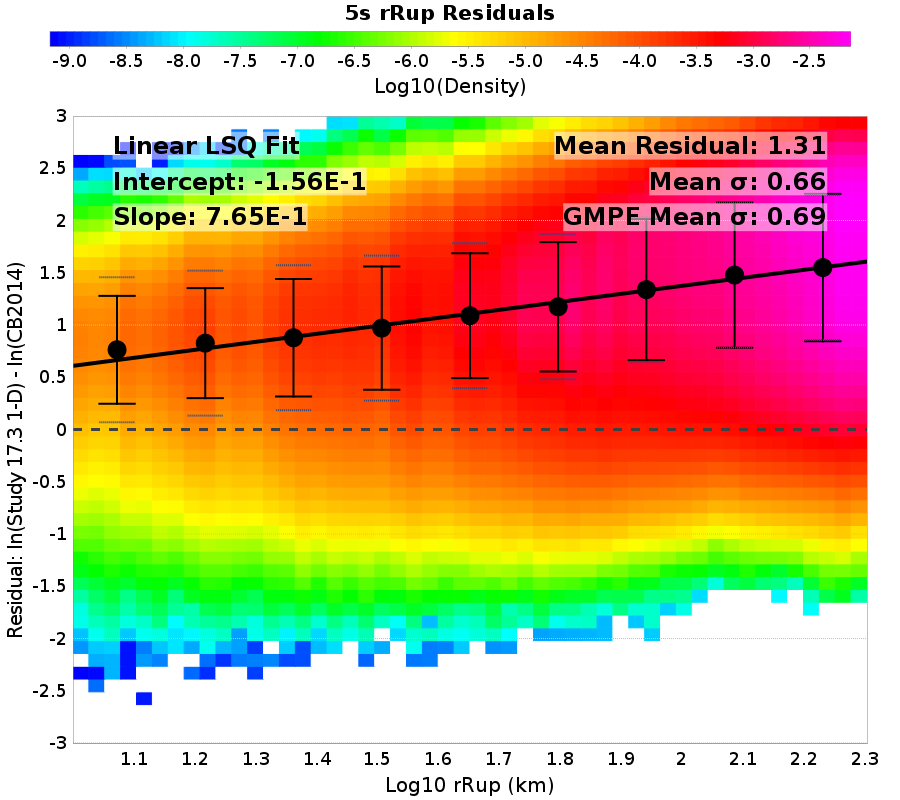 5s rRup Residuals
-9.0 -8.5 -8.0 -7.5 -7.0 -6.5 -6.0 -5.5 -5.0 -4.5 -4.0 -3.5 -3.0 -2.5
Log10(Density)
Linear LSQ Fit
Intercept: -1.56E-1
Slope: 7.65E-1
Mean Residual: 1.31
Mean σ: 0.66
GMPE Mean σ: 0.69
Residual: ln(Study 17.3 1-D) - ln(CB2014)
3
2.5
2
1.5
1
0.5
0
-0.5
-1
-1.5
-2
-2.5
-3
1.1 1.2 1.3 1.4 1.5 1.6 1.7 1.8 1.9 2 2.1 2.2 2.3
Log10 rRup (km)